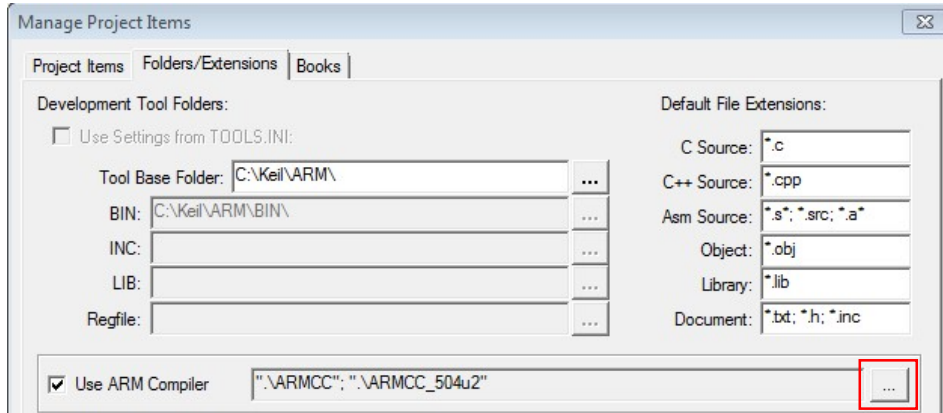 Manage Project Items
Project Items Folders/Extensions Books
Development Tool Folders:
Use Settings from TOOLS.INI:
Tool Base Folder: C:\Keil\ARM\ ...
BIN: C:\Keil\ARM\BIN\ ...
INC: ...
LIB: ...
Regfile: ...
Default File Extensions:
C Source: *.c
C++ Source: *.cpp
Asm Source: *.s*; *.src; *.a*
Object: *.obj
Library: *.lib
Document: *.txt; *.h; *.inc
Use ARM Compiler ".\ARMCC"; ".\ARMCC_504u2" ...